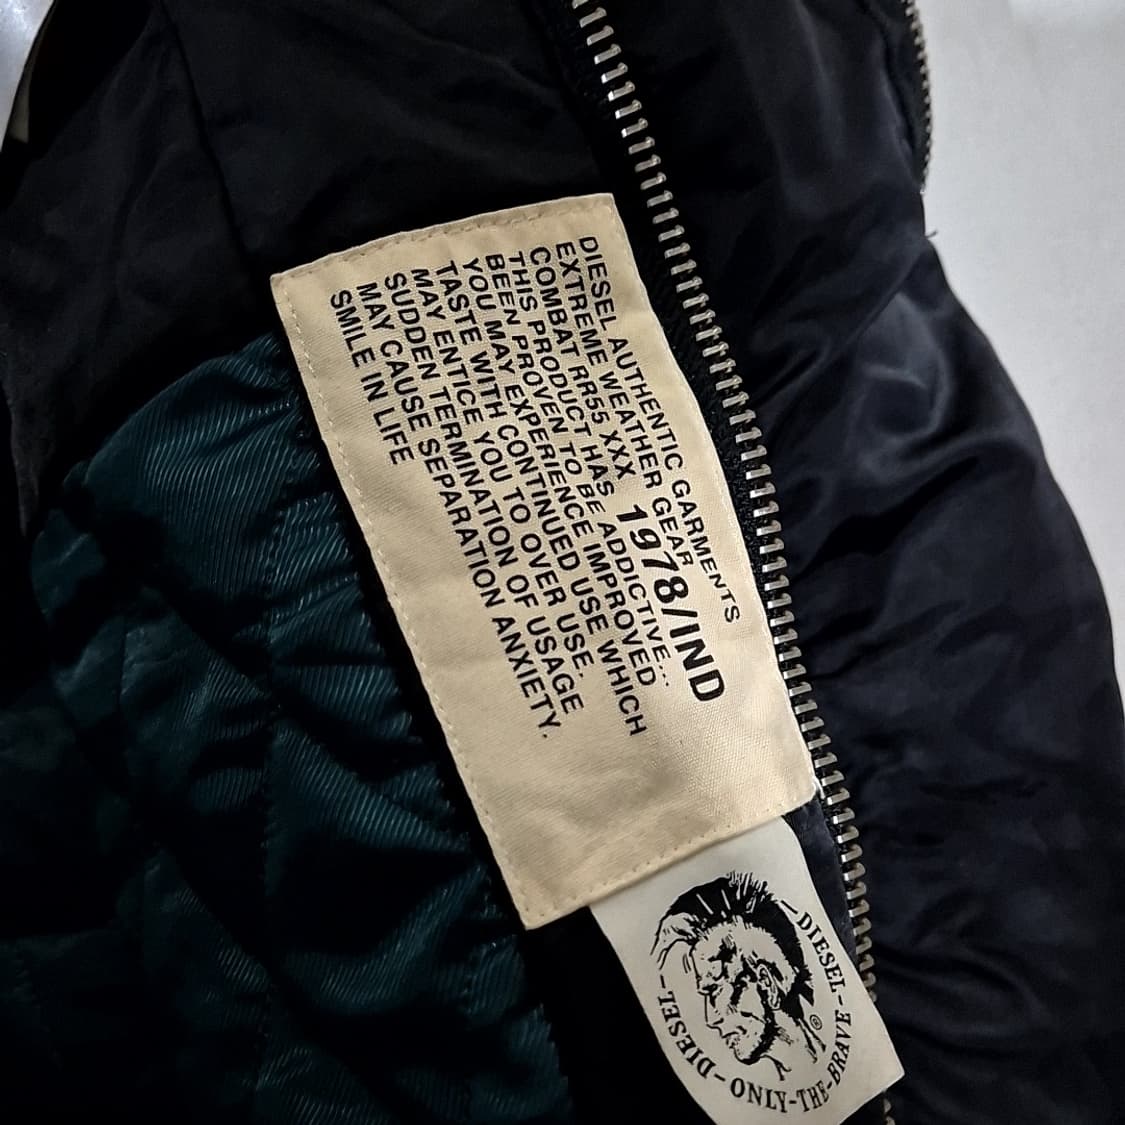 DIESEL AUTHENTIC GARMENTS
EXTREME WEATHER GEAR
COMBAT RR55 XXX 1978/IND
THIS PRODUCT HAS BE ADDICTIVE...
BEEN PROVEN TO BE IMPROVED
YOU MAY EXPERIENCE IMPROVED
TASTE WITH CONTINUED USE WHICH
MAY ENTICE YOU TO OVER USE.
SUDDEN TERMINATION OF USAGE
MAY CAUSE SEPARATION ANXIETY.
SMILE IN LIFE
-DIESEL-
ONLY-THE-BRAVE-
DIESEL-
®